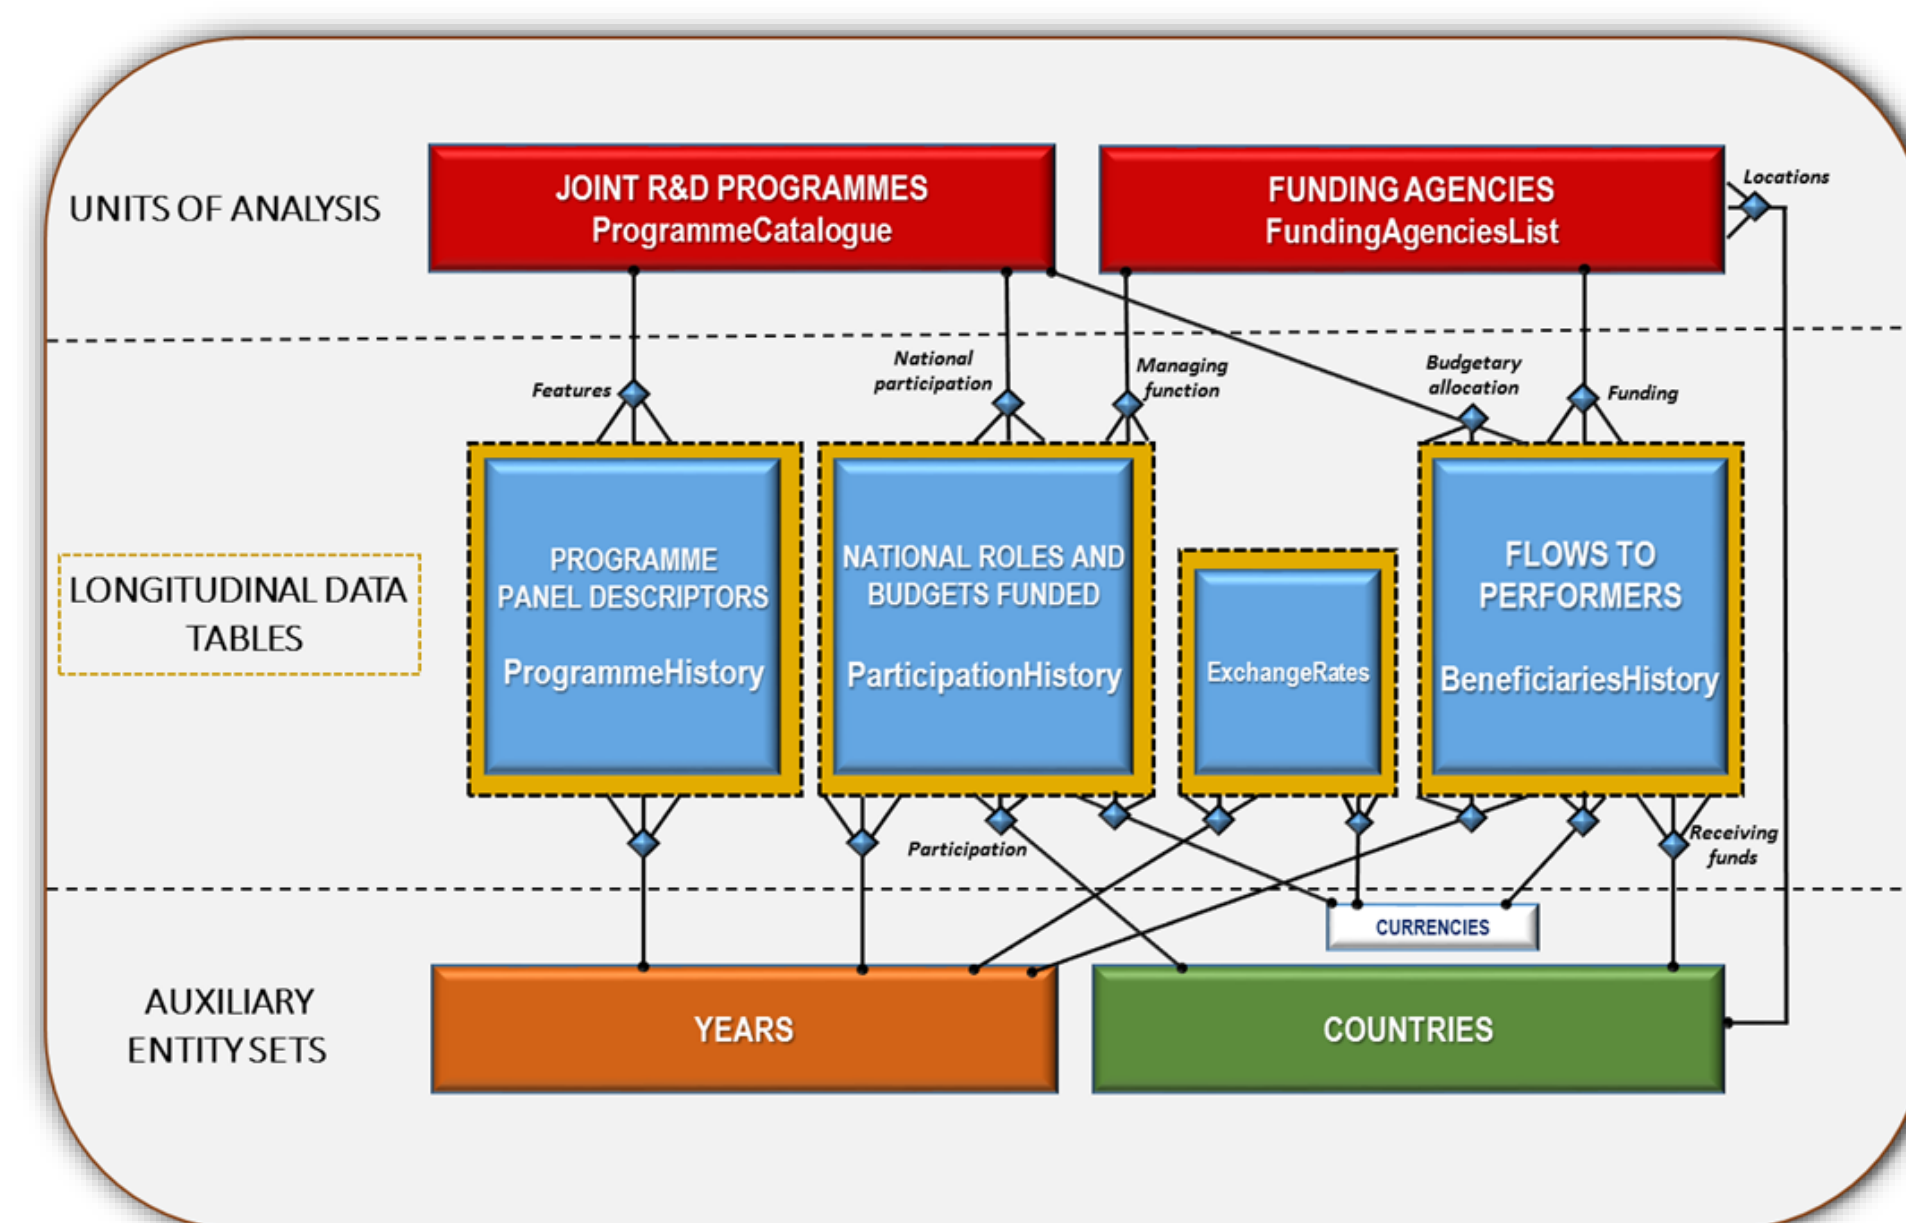 UNITS OF ANALYSIS
JOINT R&D PROGRAMMES
ProgrammeCatalogue
FUNDING AGENCIES
FundingAgenciesList
Locations
Features
National
participation
Managing
function
Budgetary
allocation
Funding
LONGITUDINAL DATA
TABLES
PROGRAMME
PANEL DESCRIPTORS
ProgrammeHistory
NATIONAL ROLES AND
BUDGETS FUNDED
ParticipationHistory
ExchangeRates
FLOWS TO
PERFORMERS
BeneficiariesHistory
Participation
Receiving
funds
CURRENCIES
AUXILIARY
ENTITY SETS
YEARS
COUNTRIES